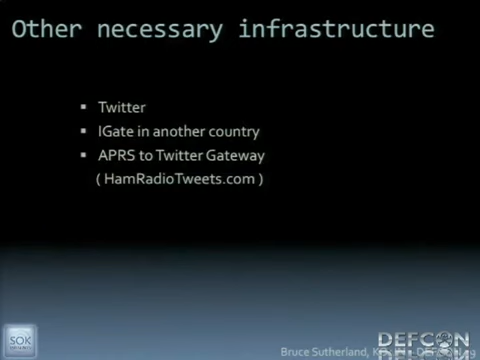 Other necessary infrastructure
Twitter
IGate in another country
APRS to Twitter Gateway
( HamRadioTweets.com )
SOK
DEFCON
Bruce Sutherland,